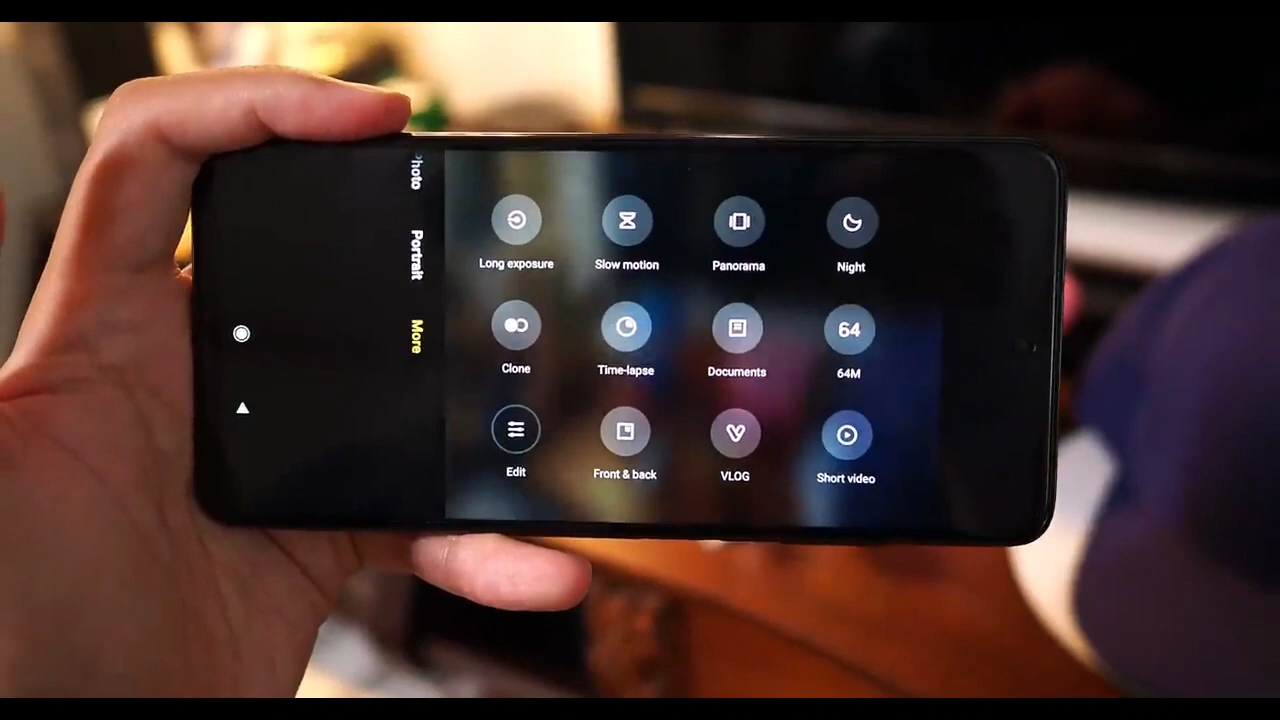 Photo
Portrait
More
Long exposure
Slow motion
Panorama
Night
Clone
Time-lapse
Documents
64
64M
Edit
Front & back
VLOG
Short video